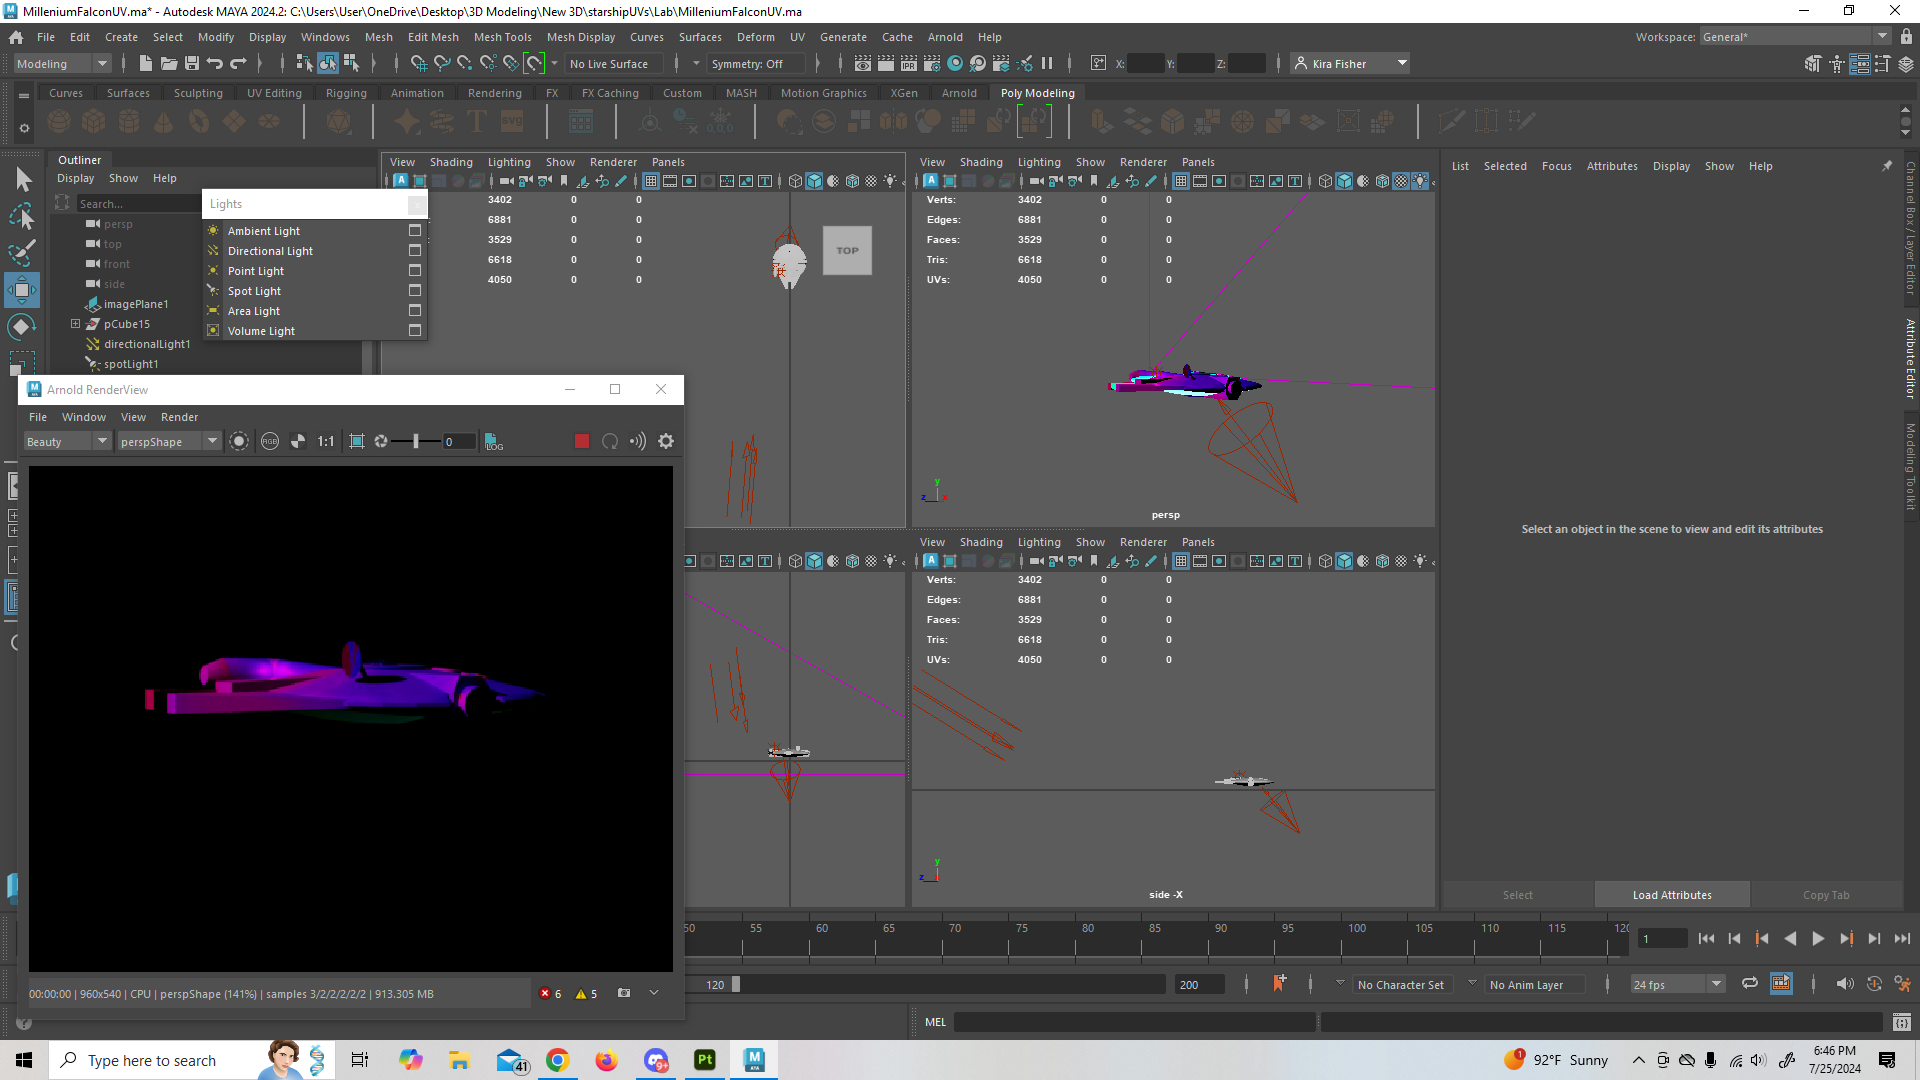 MilleniumFalconUV.ma* - Autodesk MAYA 2024.2: C:\Users\User\OneDrive\Desktop\3D Modeling\New 3D\starshipUVs\Lab\MilleniumFalconUV.ma
File Edit Create Select Modify Display Windows Mesh Edit Mesh Mesh Tools Mesh Display Curves Surfaces Deform UV Generate Cache Arnold Help
Workspace: General*
Modeling
No Live Surface
Symmetry: Off
IPR
X:
Y:
Z:
Kira Fisher
Curves Surfaces Sculpting UV Editing Rigging Animation Rendering FX FX Caching Custom MASH Motion Graphics XGen Arnold Poly Modeling
Outliner
Display Show Help
Search...
persp
top
front
side
imagePlane1
pCube15
directionalLight1
spotLight1
Lights
Ambient Light
Directional Light
Point Light
Spot Light
Area Light
Volume Light
View Shading Lighting Show Renderer Panels
3402 0 0
6881 0 0
3529 0 0
6618 0 0
4050 0 0
TOP
View Shading Lighting Show Renderer Panels
Verts: 3402 0 0
Edges: 6881 0 0
Faces: 3529 0 0
Tris: 6618 0 0
UVs: 4050 0 0
y
z x
persp
View Shading Lighting Show Renderer Panels
Verts: 3402 0 0
Edges: 6881 0 0
Faces: 3529 0 0
Tris: 6618 0 0
UVs: 4050 0 0
y
z
side -X
List Selected Focus Attributes Display Show Help
Select an object in the scene to view and edit its attributes
Select
Load Attributes
Copy Tab
Channel Box / Layer Editor
Attribute Editor
Modeling Toolkit
Arnold RenderView
File Window View Render
Beauty
perspShape
RGB
1:1
0
LOG
00:00:00 | 960x540 | CPU | perspShape (141%) | samples 3/2/2/2/2/2 | 913.305 MB
6
5
50 55 60 65 70 75 80 85 90 95 100 105 110 115 120
1
120
200
No Character Set
No Anim Layer
24 fps
MEL
Type here to search
41
9+
Pt
M
AYA
1
92°F Sunny
6:46 PM
7/25/2024